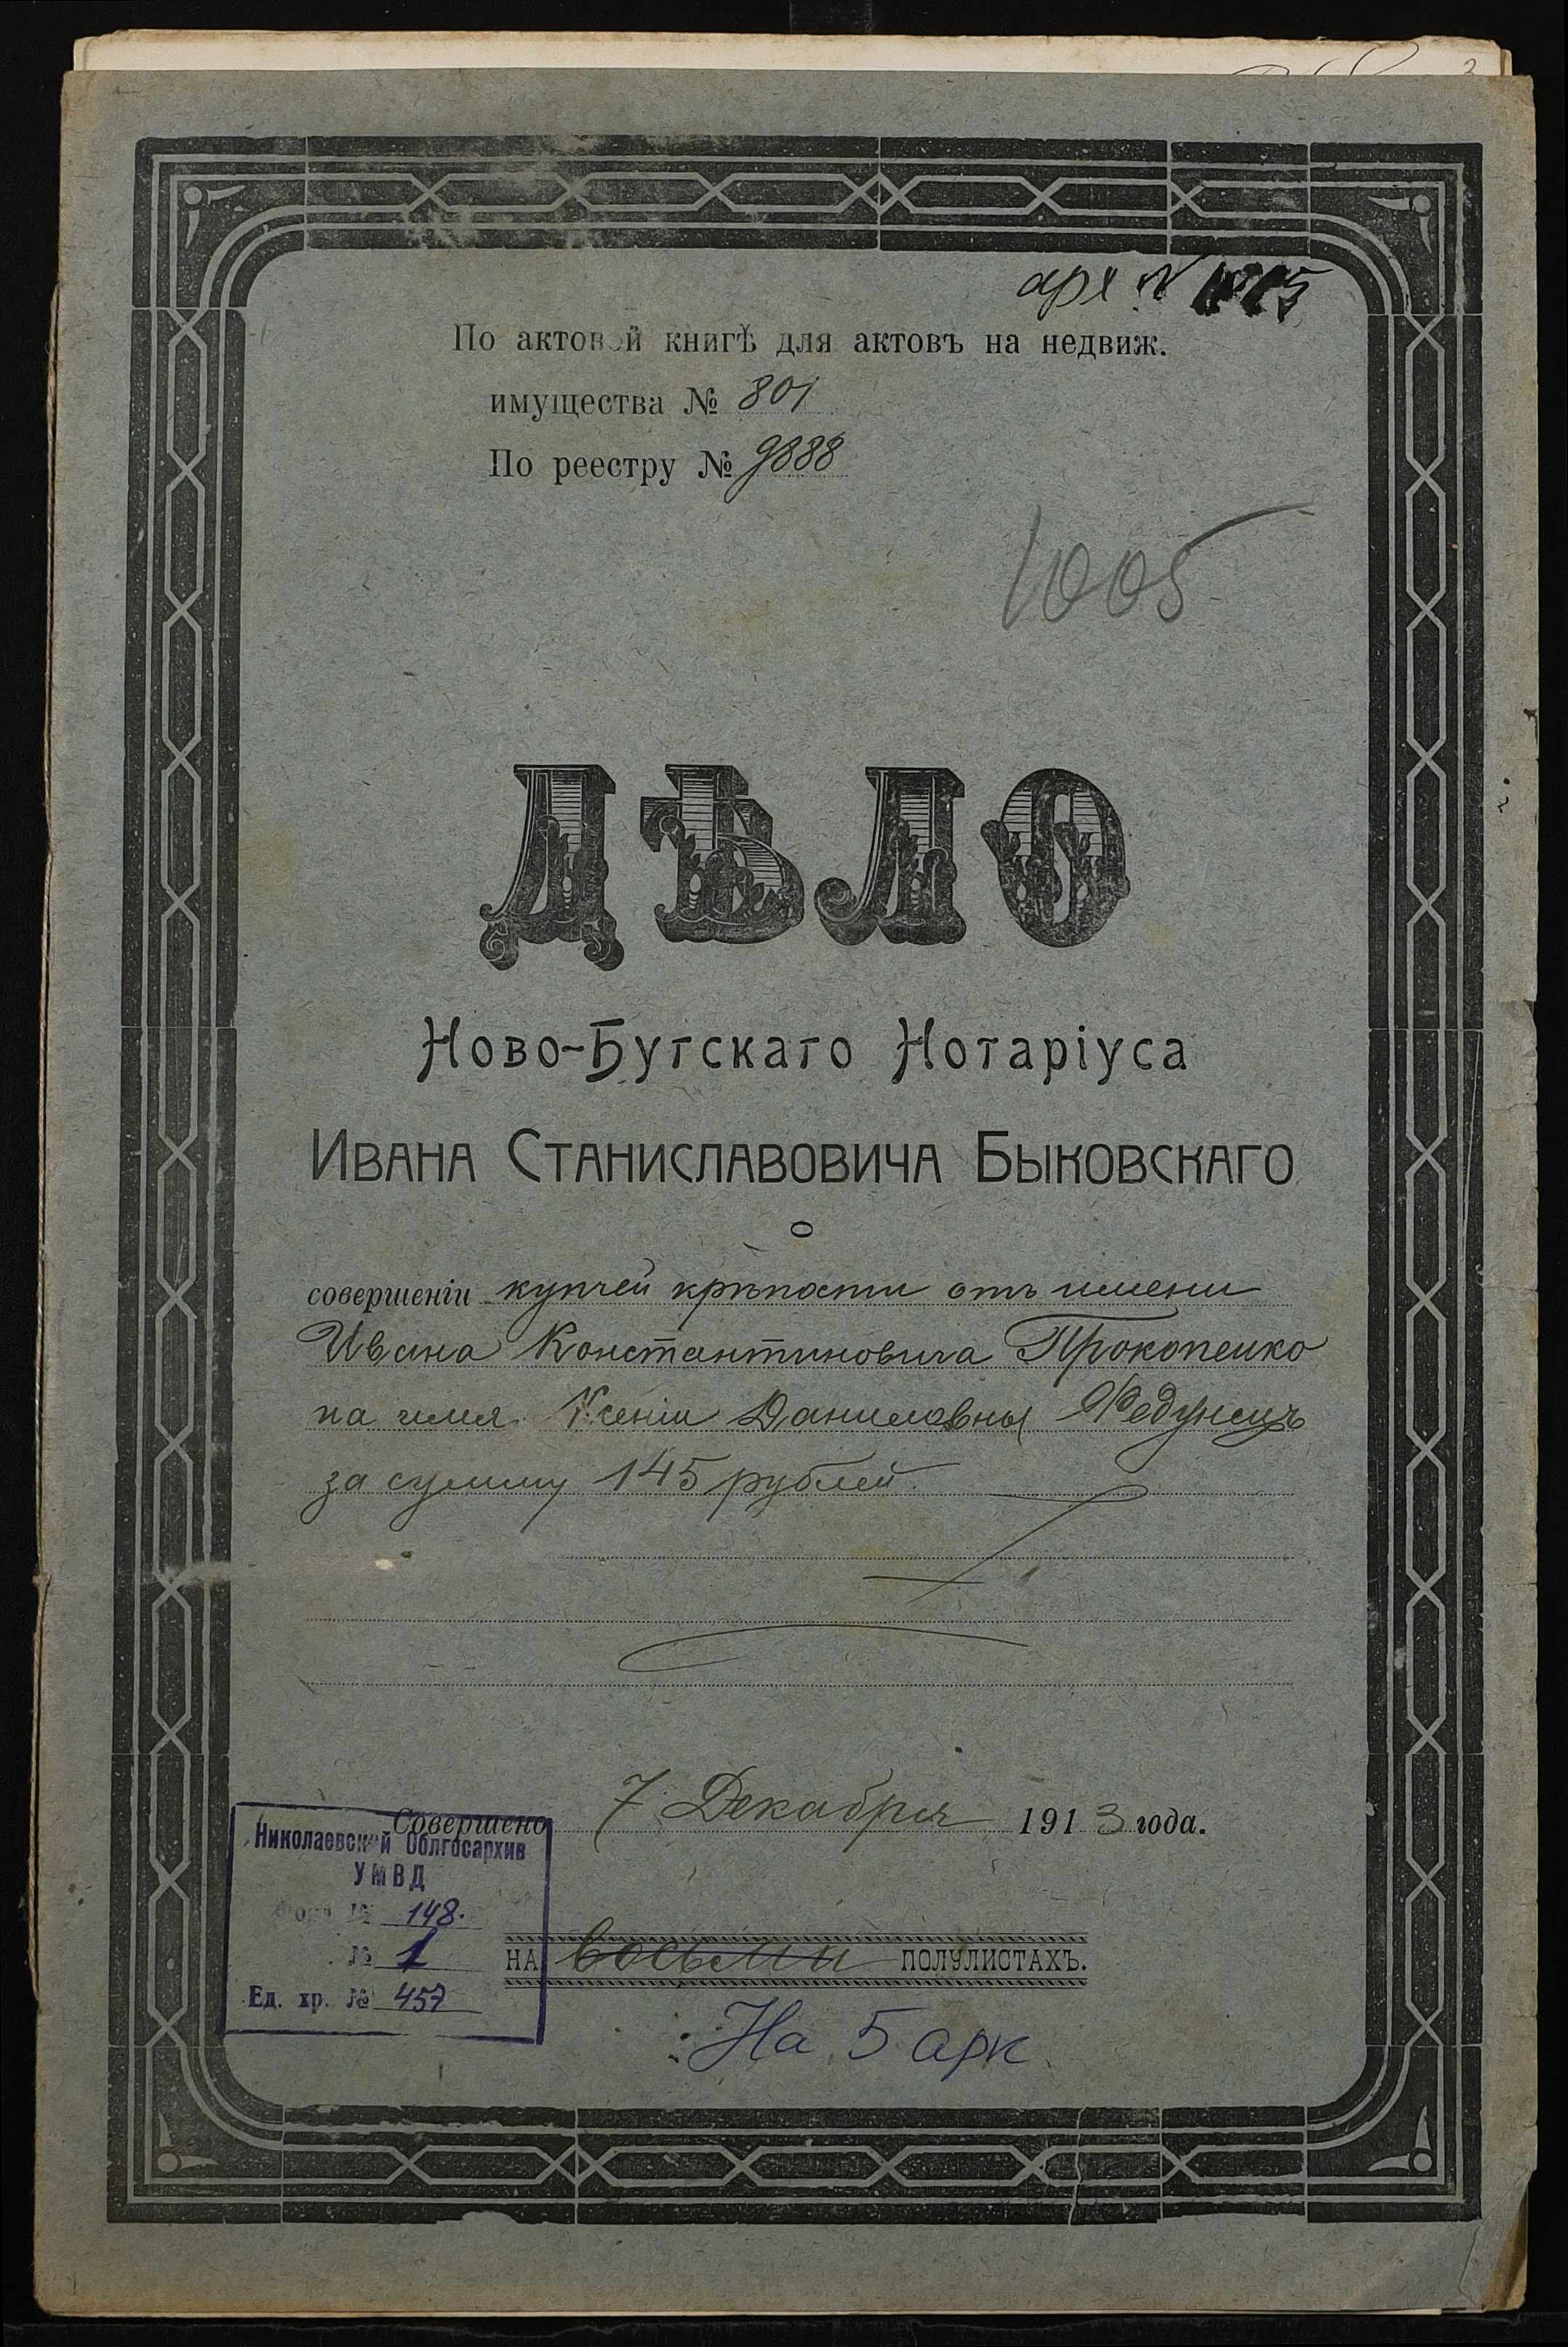 арх №
По актовой книгѣ для актовъ на недвиж.
имущества № 801
По реестру № 9888
1005
ДѢЛО
Ново-Бугскаго Нотаріуса
Ивана Станиславовича Быковскаго
о
совершеніи купчей крѣпости отъ имени
Ивана Константиновича Прокопенко
на имя Ксеніи Даниловны Федунецъ
за сумму 145 рублей.
Совершено 7 Декабря 1913 года.
Николаевский Облгосархив
УМВД
Фонд № 148.
№ 1
Ед. хр. № 457
НА восьми ПОЛУЛИСТАХЪ.
На 5 арк